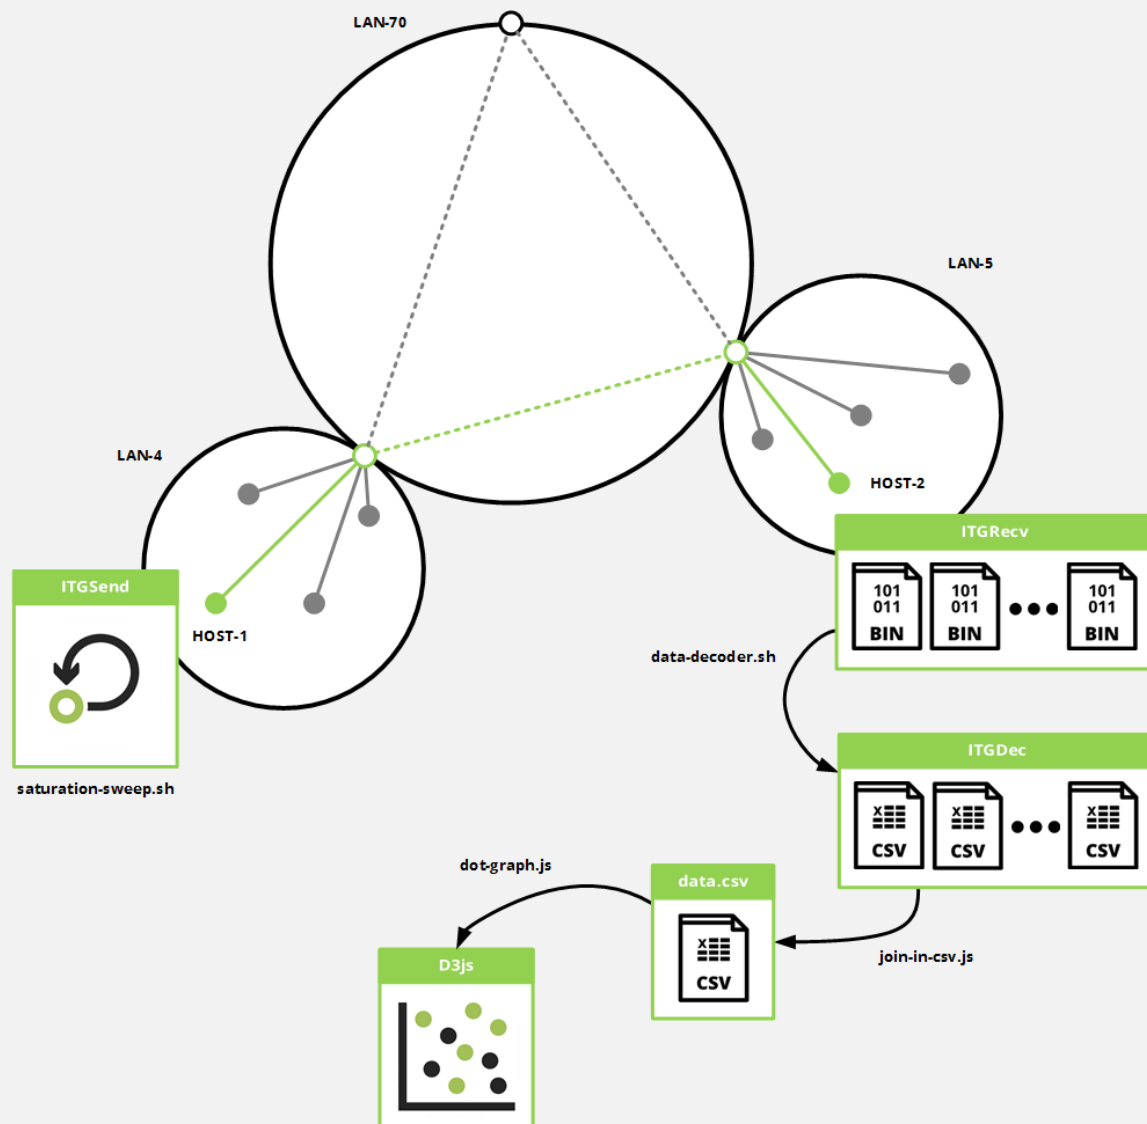 LAN-70
LAN-5
LAN-4
HOST-2
ITGRecv
101
011
BIN
101
011
BIN
101
011
BIN
ITGSend
HOST-1
data-decoder.sh
ITGDec
X
CSV
X
CSV
X
CSV
saturation-sweep.sh
dot-graph.js
data.csv
X
CSV
join-in-csv.js
D3js